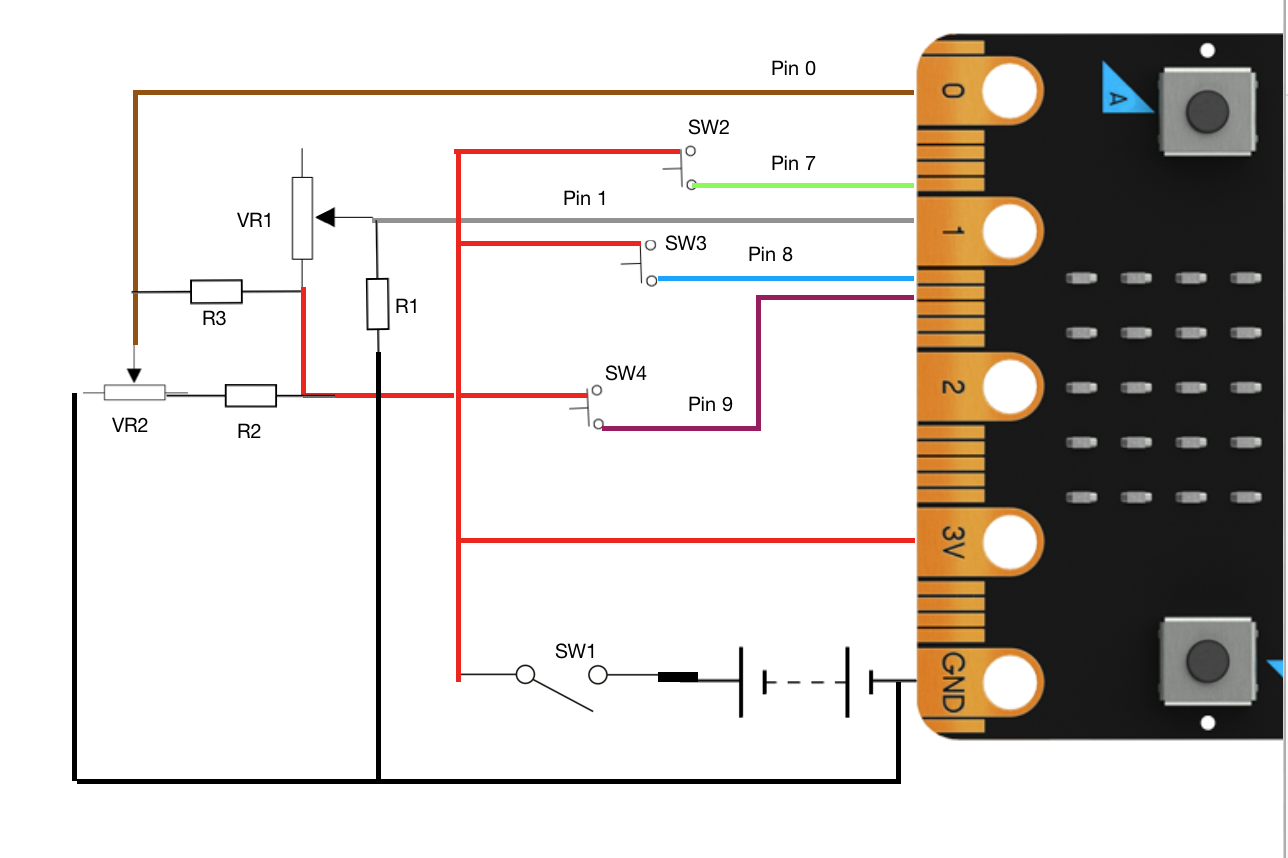 Pin 0
0
A
SW2
Pin 7
Pin 1
VR1
1
SW3
Pin 8
R3
R1
SW4
2
Pin 9
VR2
R2
3V
SW1
GND